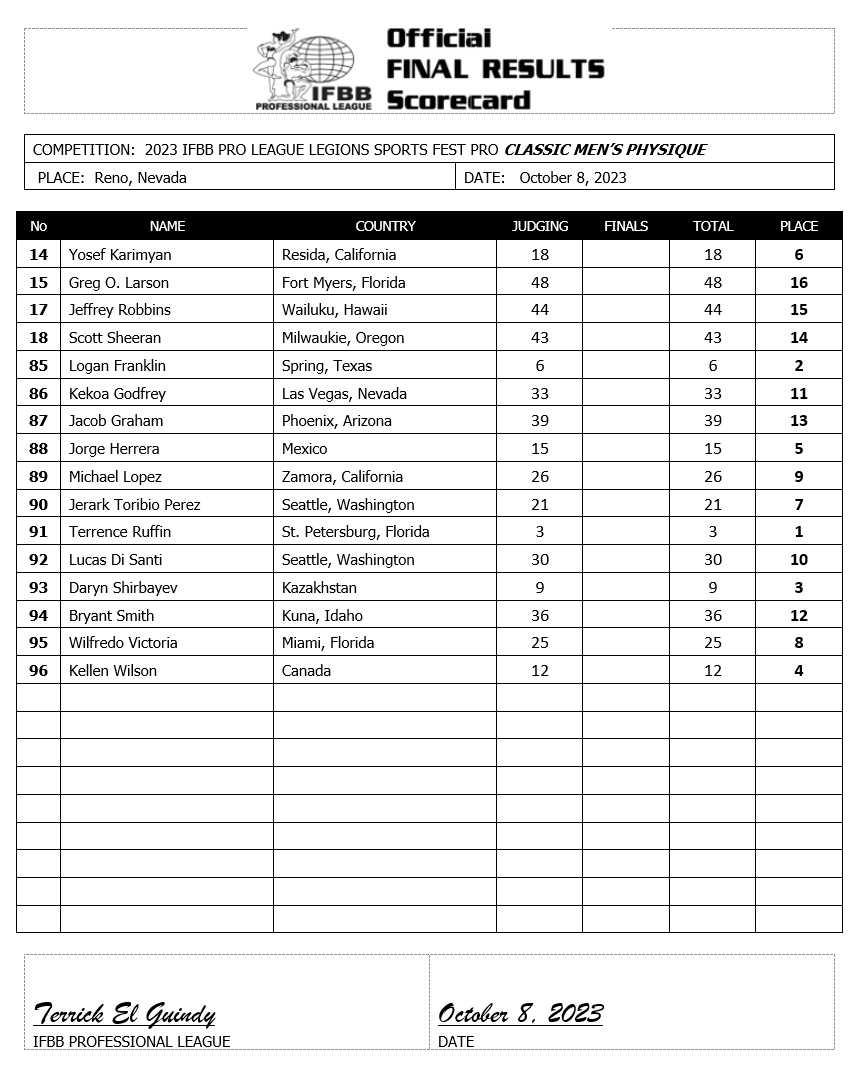 Official
FINAL RESULTS
Scorecard
IFBB
PROFESSIONAL LEAGUE
COMPETITION: 2023 IFBB PRO LEAGUE LEGIONS SPORTS FEST PRO CLASSIC MEN'S PHYSIQUE
PLACE: Reno, Nevada DATE: October 8, 2023
No NAME COUNTRY JUDGING FINALS TOTAL PLACE
14 Yosef Karimyan Resida, California 18 18 6
15 Greg O. Larson Fort Myers, Florida 48 48 16
17 Jeffrey Robbins Wailuku, Hawaii 44 44 15
18 Scott Sheeran Milwaukie, Oregon 43 43 14
85 Logan Franklin Spring, Texas 6 6 2
86 Kekoa Godfrey Las Vegas, Nevada 33 33 11
87 Jacob Graham Phoenix, Arizona 39 39 13
88 Jorge Herrera Mexico 15 15 5
89 Michael Lopez Zamora, California 26 26 9
90 Jerark Toribio Perez Seattle, Washington 21 21 7
91 Terrence Ruffin St. Petersburg, Florida 3 3 1
92 Lucas Di Santi Seattle, Washington 30 30 10
93 Daryn Shirbayev Kazakhstan 9 9 3
94 Bryant Smith Kuna, Idaho 36 36 12
95 Wilfredo Victoria Miami, Florida 25 25 8
96 Kellen Wilson Canada 12 12 4
Terrick El Guindy October 8, 2023
IFBB PROFESSIONAL LEAGUE DATE